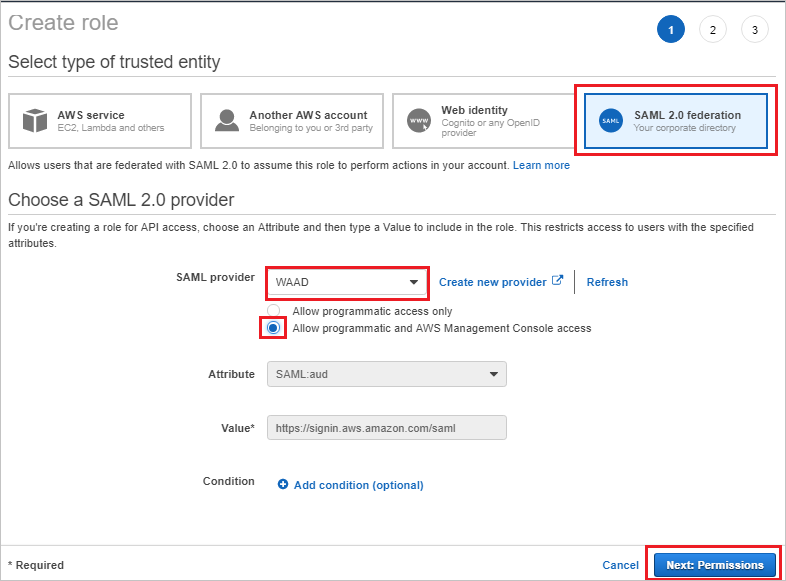 Create role
1
2
3
Select type of trusted entity
AWS service
EC2, Lambda and others
Another AWS account
Belonging to you or 3rd party
www
Web identity
Cognito or any OpenID
provider
SAML
SAML 2.0 federation
Your corporate directory
Allows users that are federated with SAML 2.0 to assume this role to perform actions in your account. Learn more
Choose a SAML 2.0 provider
If you're creating a role for API access, choose an Attribute and then type a Value to include in the role. This restricts access to users with the specified
attributes.
SAML provider
WAAD
Create new provider
Refresh
Allow programmatic access only
Allow programmatic and AWS Management Console access
Attribute
SAML:aud
Value*
https://signin.aws.amazon.com/saml
Condition
Add condition (optional)
* Required
Cancel
Next: Permissions